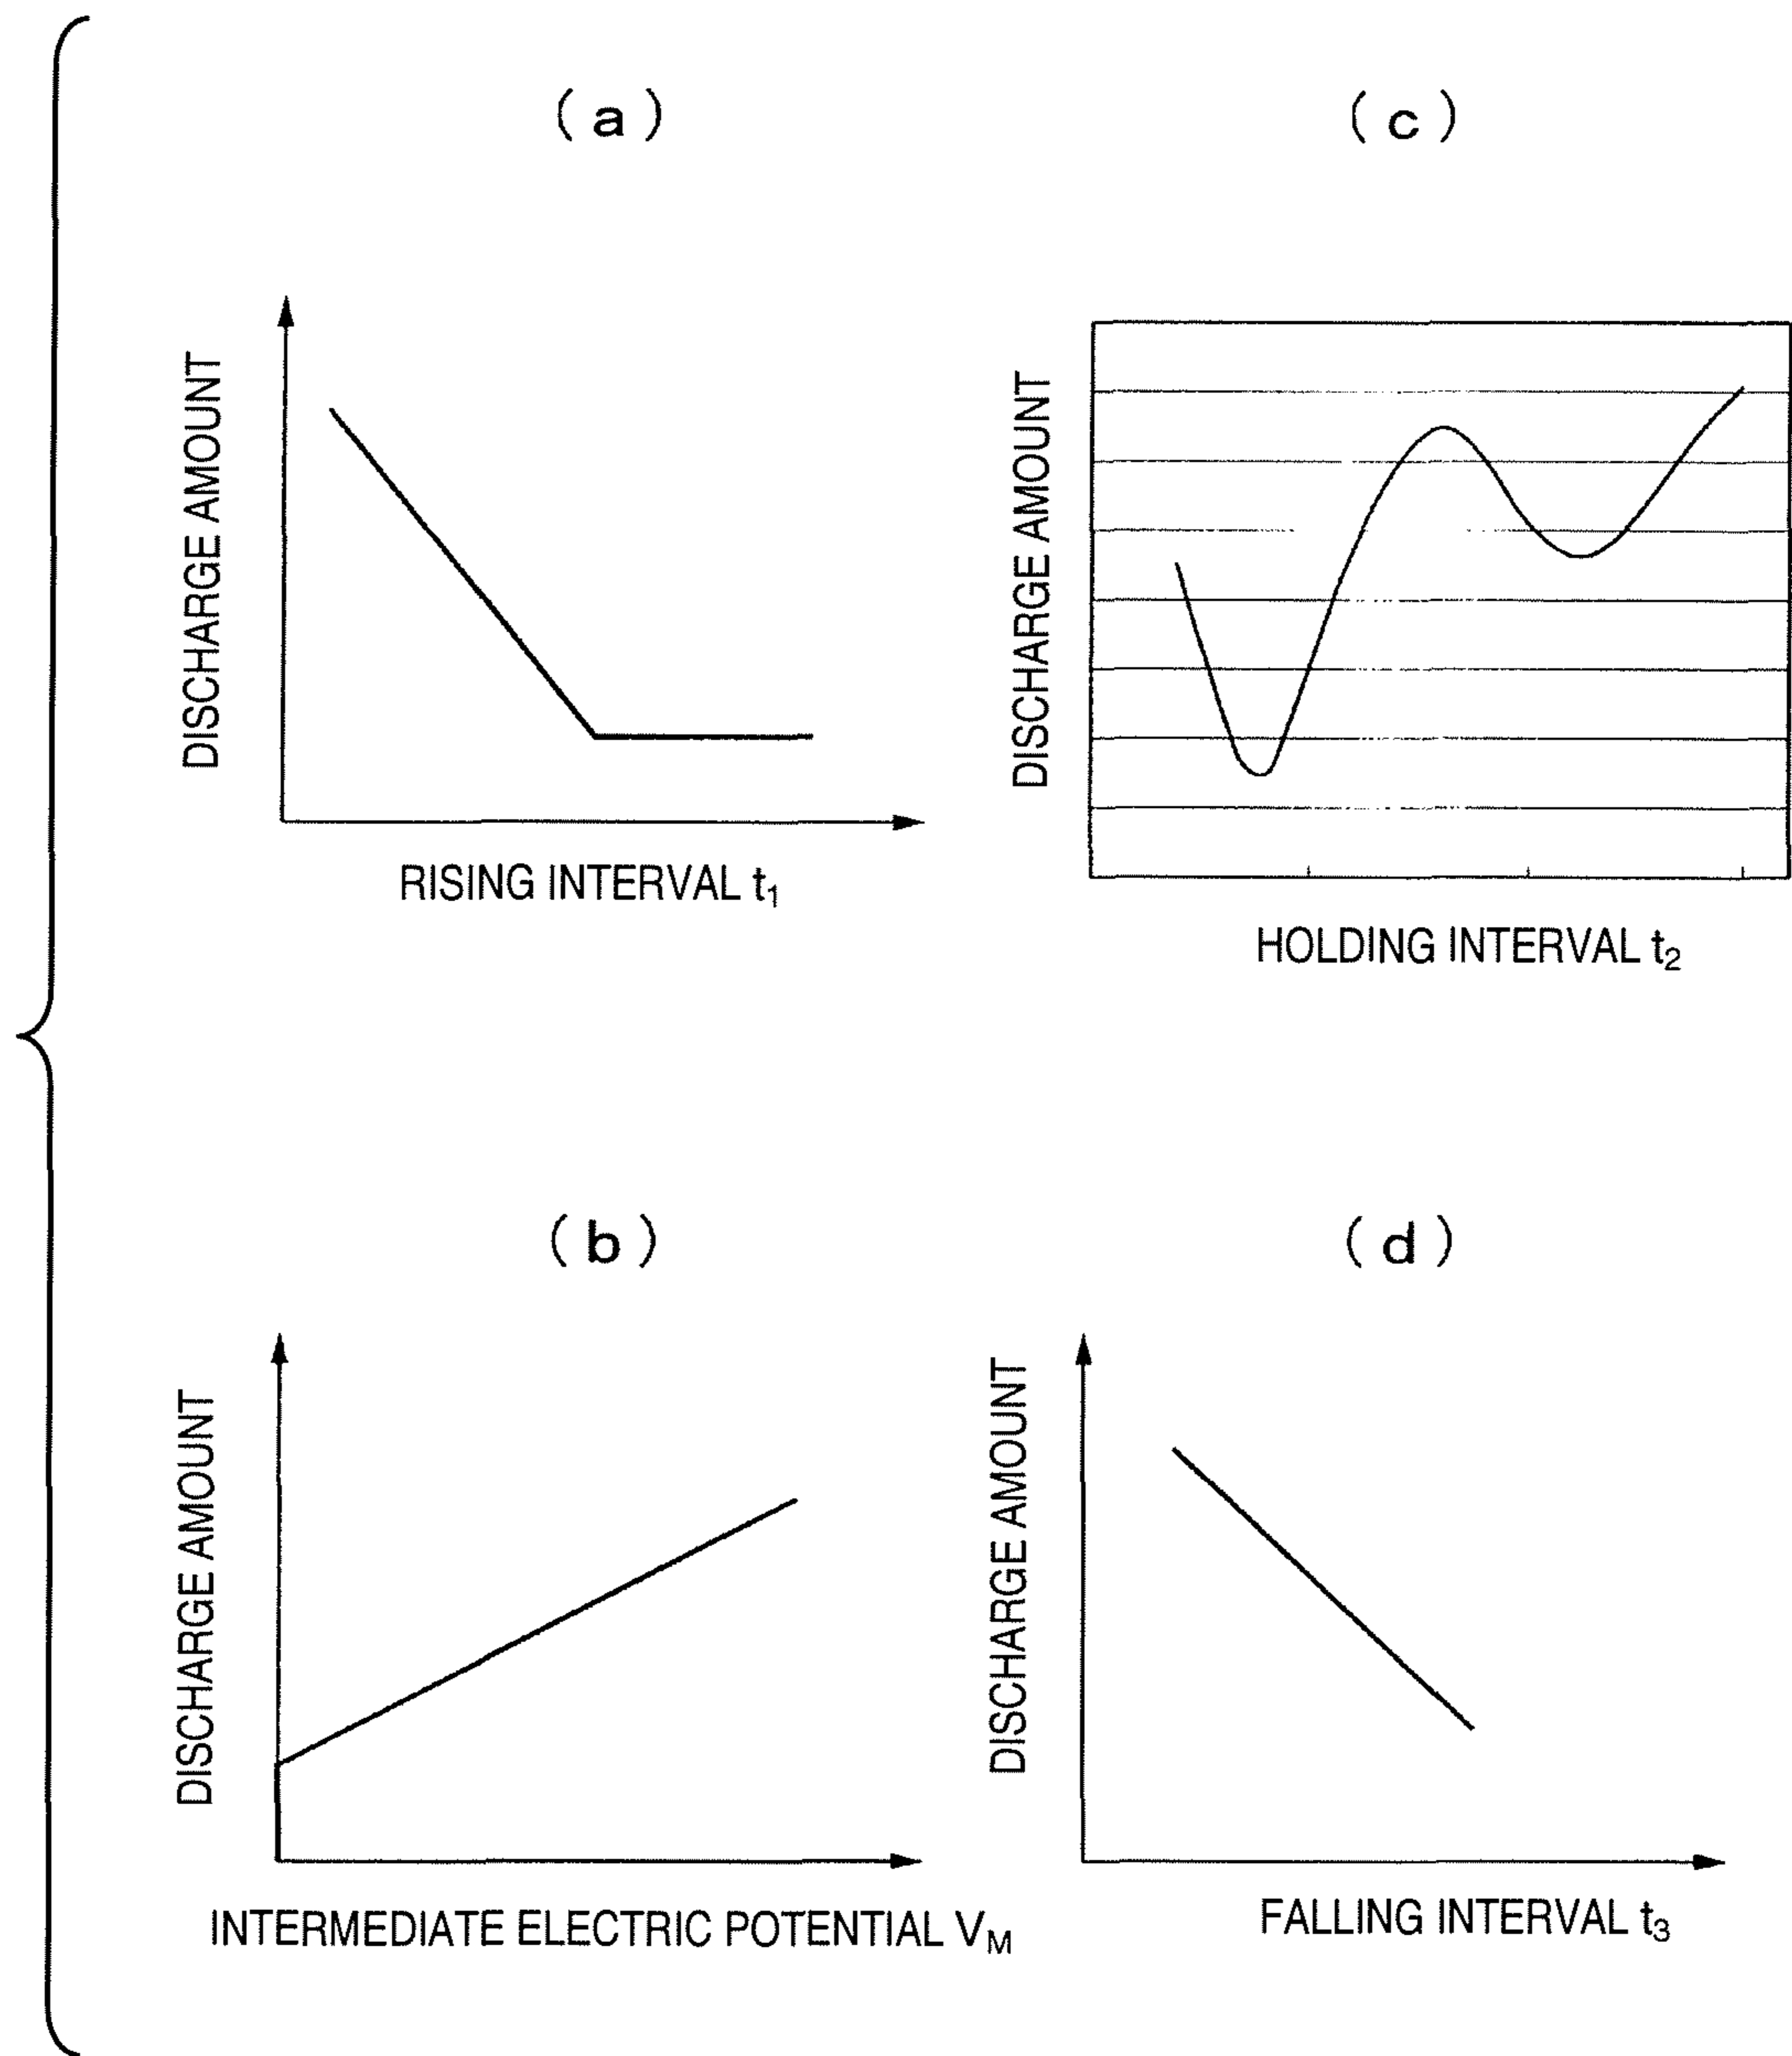 ( a )
DISCHARGE AMOUNT
RISING INTERVAL t₁
( c )
DISCHARGE AMOUNT
HOLDING INTERVAL t₂
( b )
DISCHARGE AMOUNT
INTERMEDIATE ELECTRIC POTENTIAL V_M
( d )
DISCHARGE AMOUNT
FALLING INTERVAL t₃